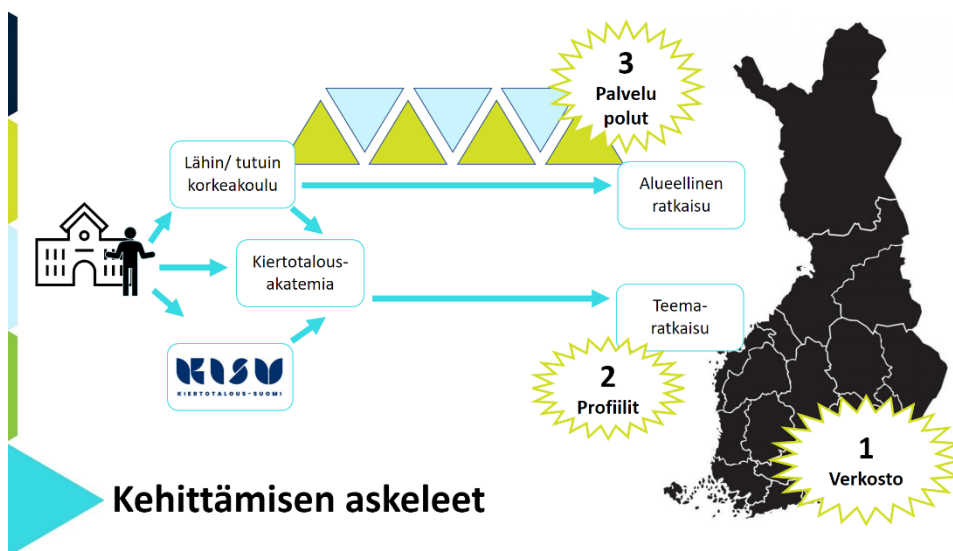 3
Palvelu
polut
Lähin/ tutuin
korkeakoulu
Alueellinen
ratkaisu
Kiertotalous-
akatemia
Teema-
ratkaisu
KISU
KIERTOTALOUS-SUOMI
2
Profiilit
1
Verkosto
Kehittämisen askeleet